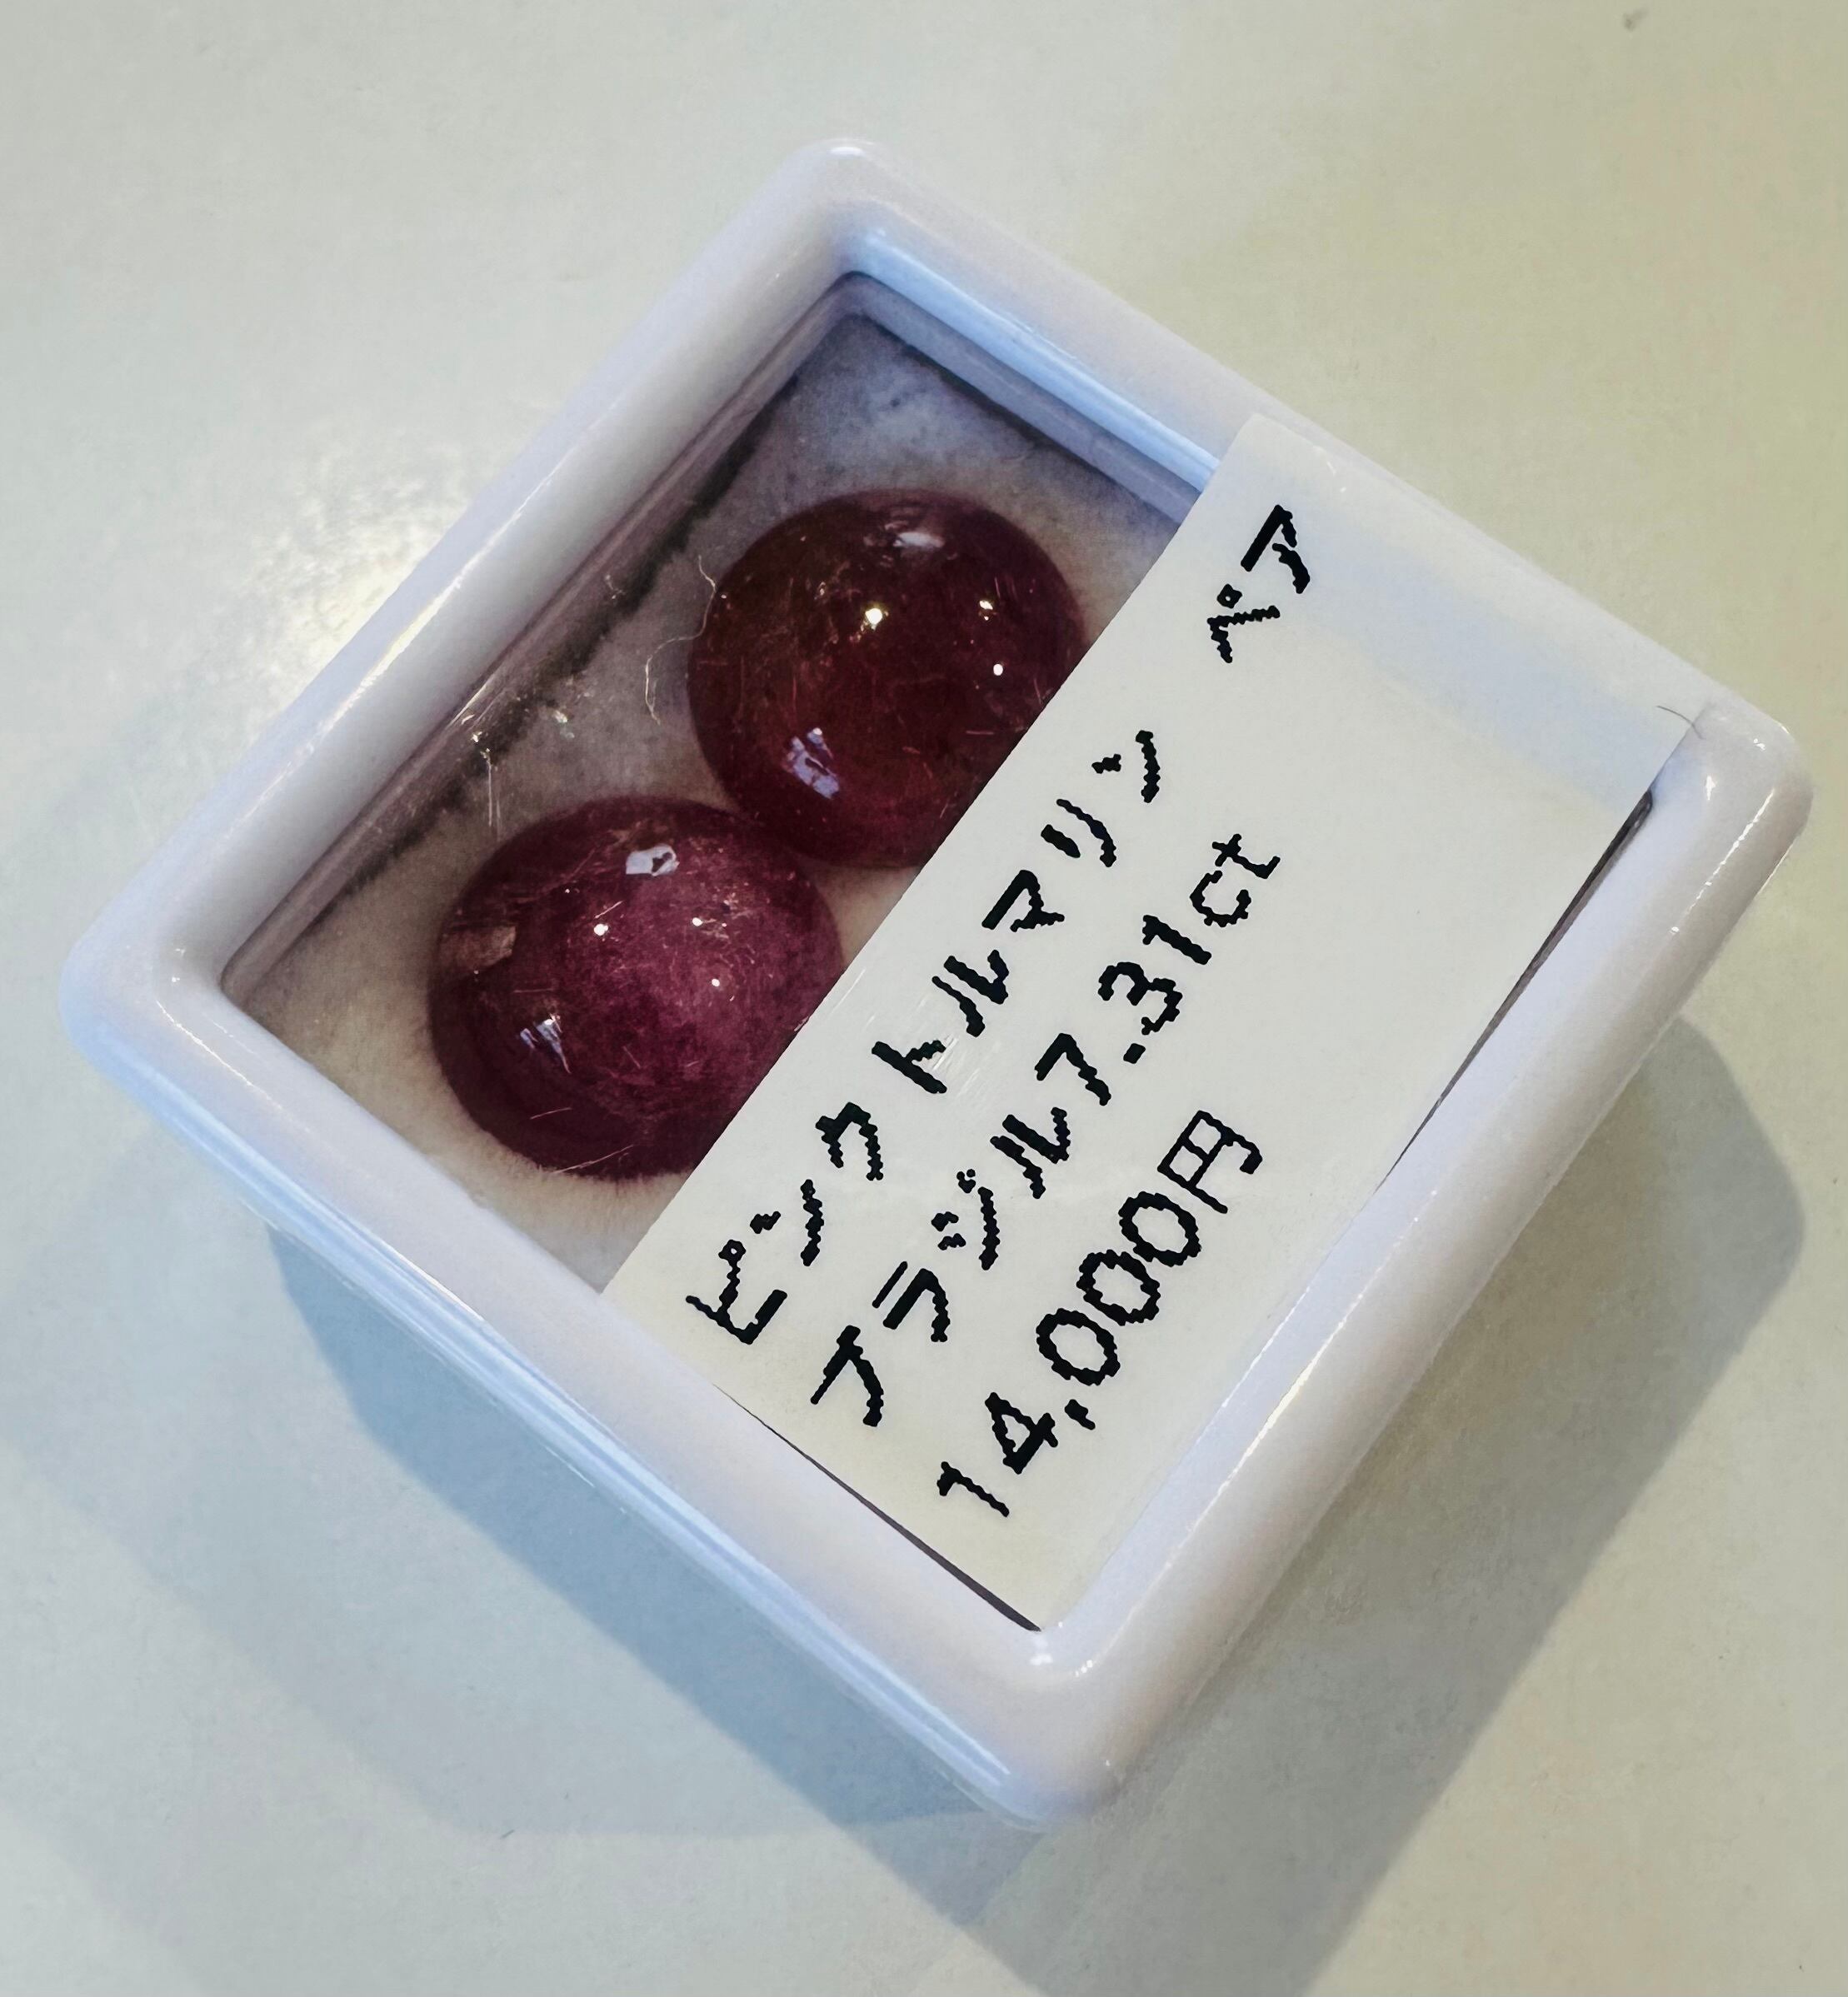 ピンクトルマリン ペア
ブラジル7.31ct
14,000円